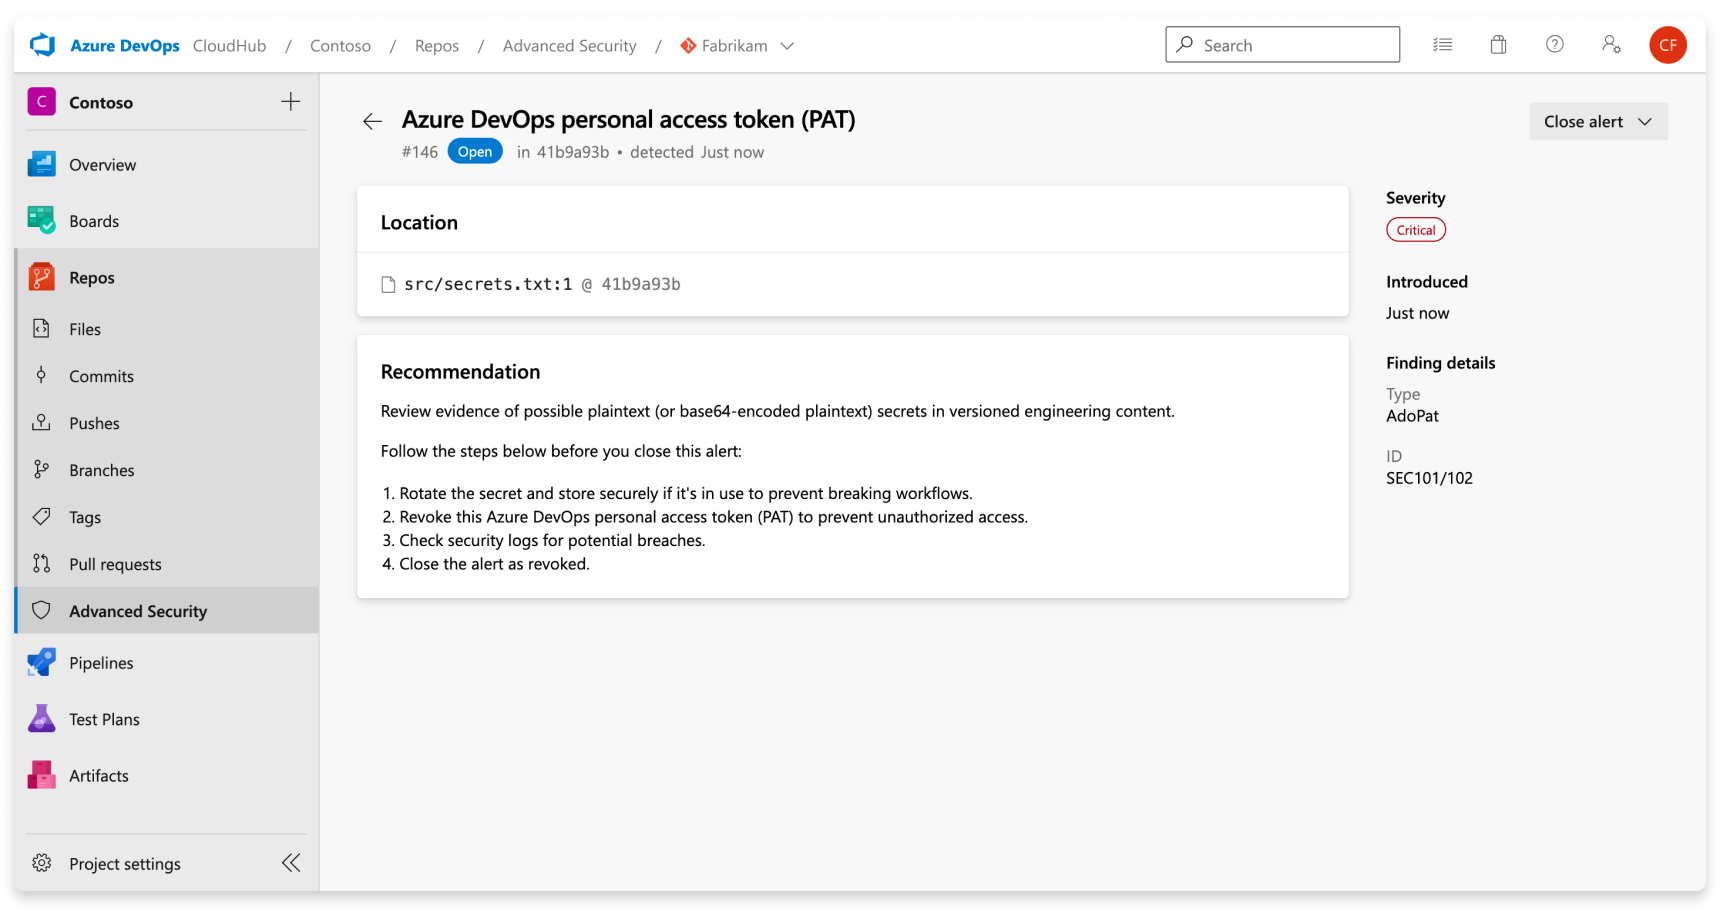 Azure DevOps CloudHub / Contoso / Repos / Advanced Security / Fabrikam
Search
CF
C Contoso
Overview
Boards
Repos
Files
Commits
Pushes
Branches
Tags
Pull requests
Advanced Security
Pipelines
Test Plans
Artifacts
Project settings
Azure DevOps personal access token (PAT)
#146 Open in 41b9a93b • detected Just now
Close alert
Location
src/secrets.txt:1 @ 41b9a93b
Recommendation
Review evidence of possible plaintext (or base64-encoded plaintext) secrets in versioned engineering content.
Follow the steps below before you close this alert:
1. Rotate the secret and store securely if it's in use to prevent breaking workflows.
2. Revoke this Azure DevOps personal access token (PAT) to prevent unauthorized access.
3. Check security logs for potential breaches.
4. Close the alert as revoked.
Severity
Critical
Introduced
Just now
Finding details
Type
AdoPat
ID
SEC101/102